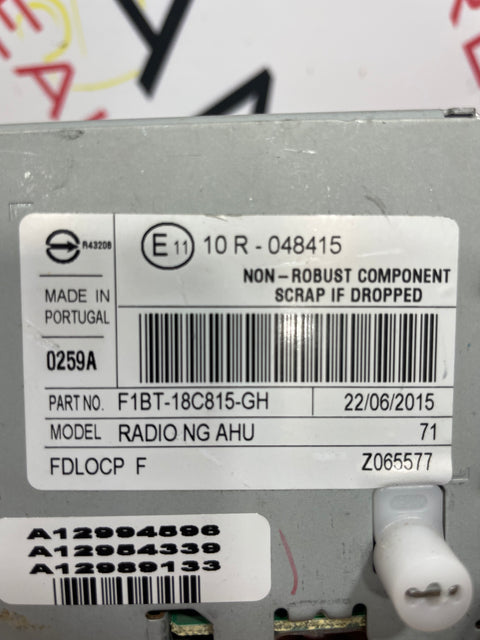 R43208
E 11 10 R - 048415
NON-ROBUST COMPONENT
SCRAP IF DROPPED
MADE IN
PORTUGAL
0259A
PART NO. F1BT-18C815-GH 22/06/2015
MODEL RADIO NG AHU 71
FDLOCP F Z065577
A12994596
A12954339
A12989133